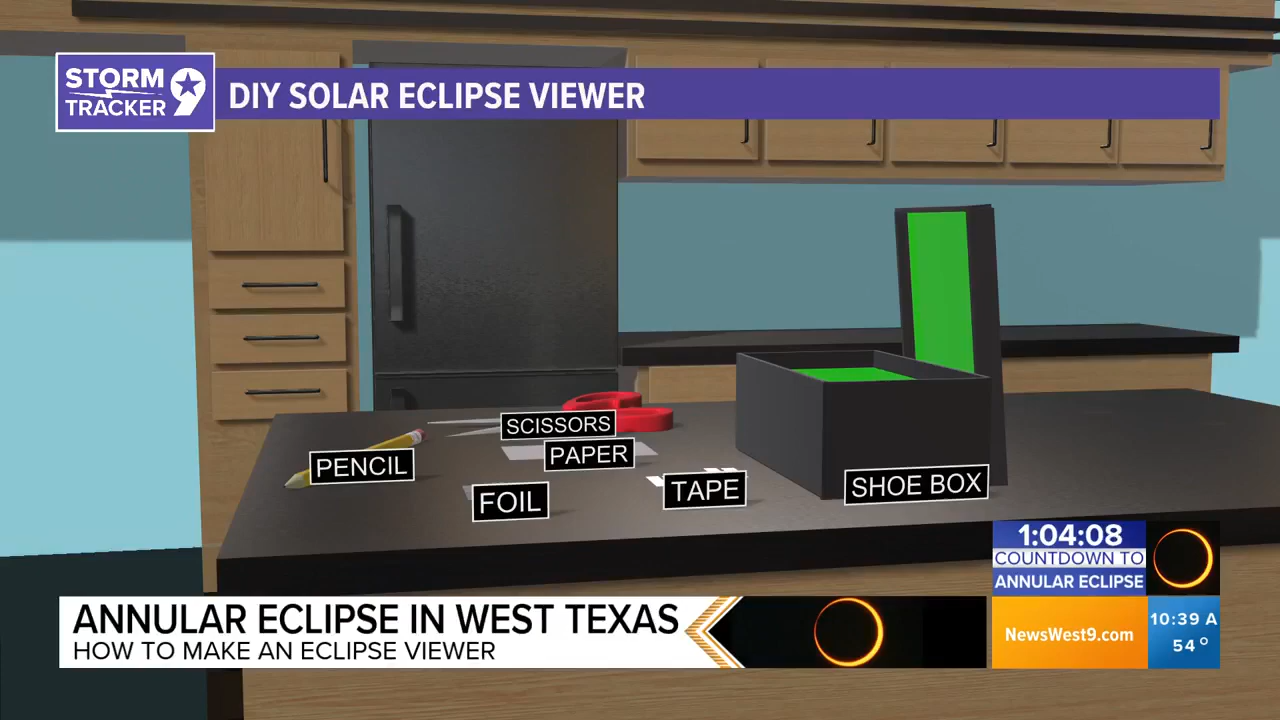 STORM
TRACKER 9
DIY SOLAR ECLIPSE VIEWER
SCISSORS
PAPER
PENCIL
FOIL
TAPE
SHOE BOX
1:04:08
COUNTDOWN TO
ANNULAR ECLIPSE
ANNULAR ECLIPSE IN WEST TEXAS
HOW TO MAKE AN ECLIPSE VIEWER
NewsWest9.com
10:39 A
54°